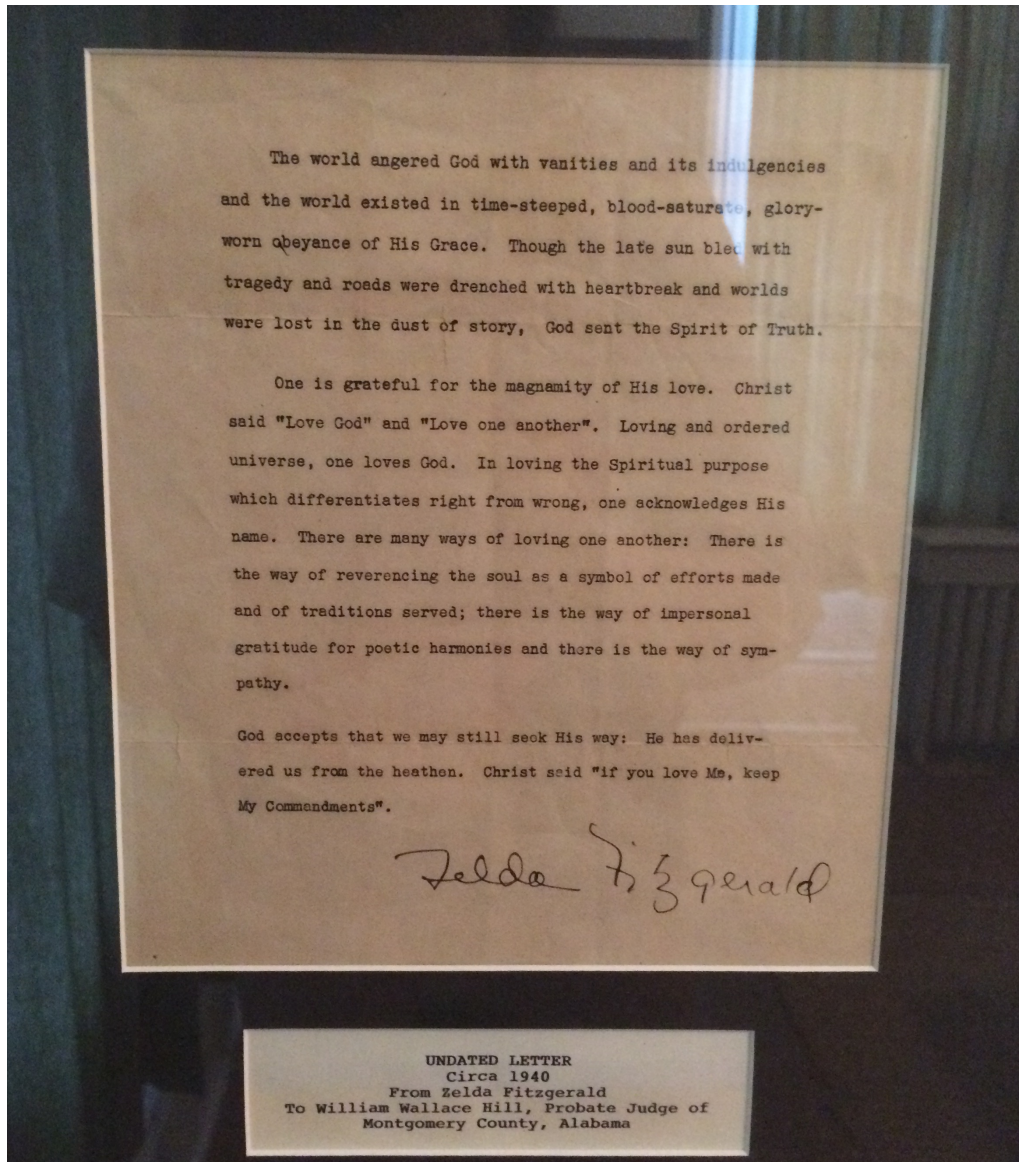 The world angered God with vanities and its indulgencies
and the world existed in time-steeped, blood-saturate, glory-
worn abeyance of His Grace.  Though the late sun bled with
tragedy and roads were drenched with heartbreak and worlds
were lost in the dust of story,  God sent the Spirit of Truth.
One is grateful for the magnamity of His love.  Christ
said "Love God" and "Love one another".  Loving and ordered
universe, one loves God.  In loving the Spiritual purpose
which differentiates right from wrong, one acknowledges His
name.  There are many ways of loving one another:  There is
the way of reverencing the soul as a symbol of efforts made
and of traditions served; there is the way of impersonal
gratitude for poetic harmonies and there is the way of sym-
pathy.
God accepts that we may still seek His way:  He has deliv-
ered us from the heathen.  Christ said "if you love Me, keep
My Commandments".
Zelda Fitzgerald
UNDATED LETTER
Circa 1940
From Zelda Fitzgerald
To William Wallace Hill, Probate Judge of
Montgomery County, Alabama